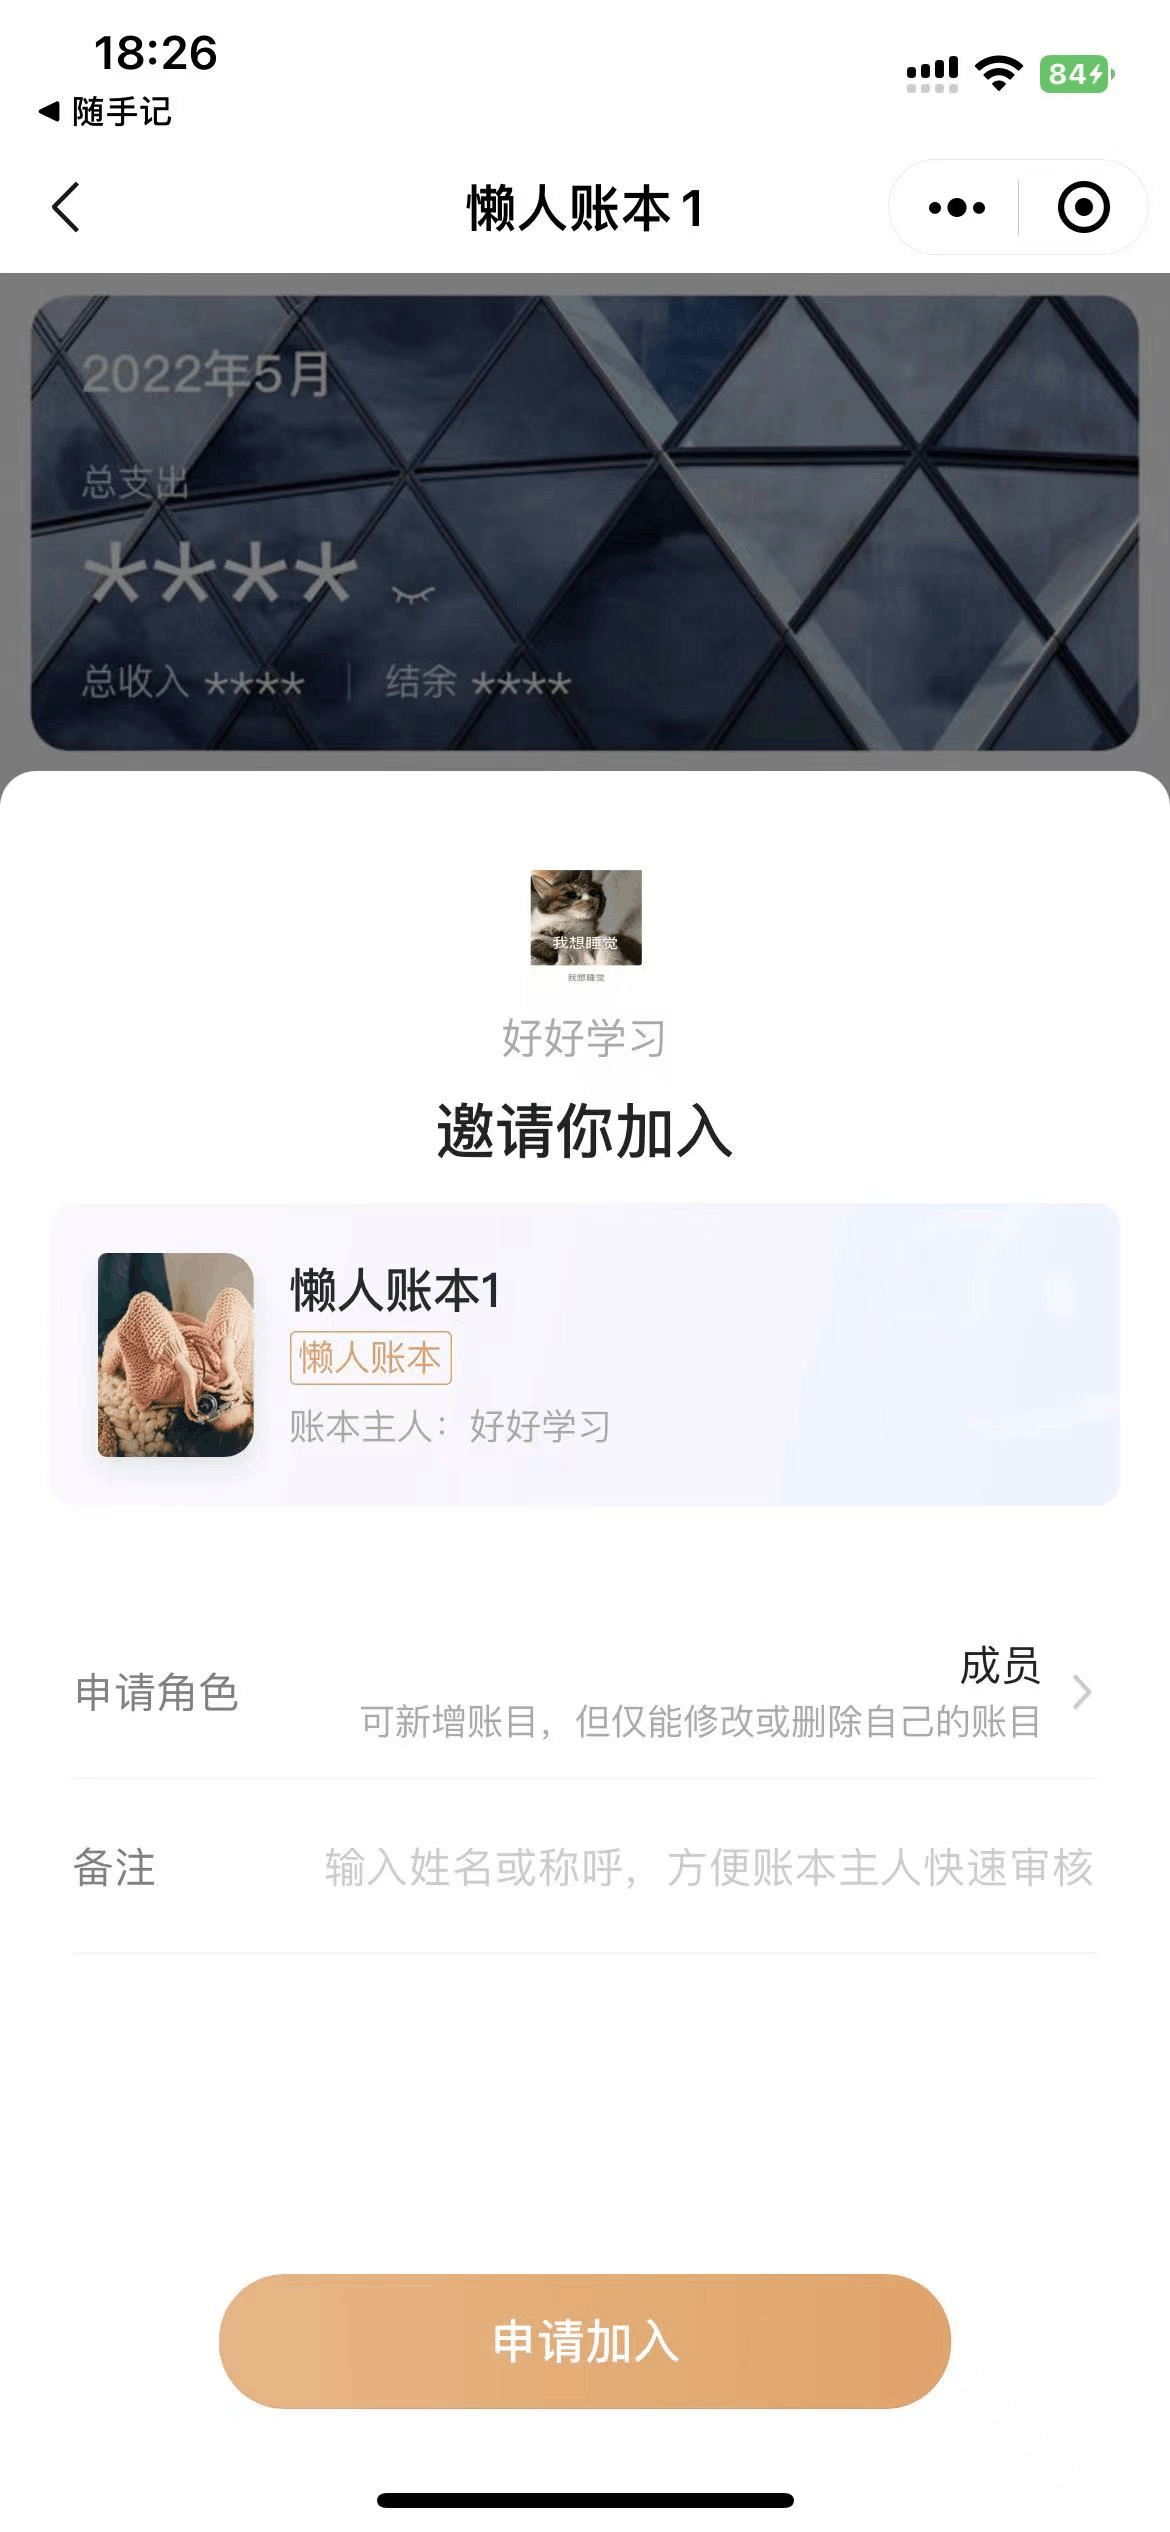 18:26
84
随手记
懒人账本1
2022年5月
总支出
****
总收入 **** | 结余 ****
我想睡觉
我想睡觉
好好学习
邀请你加入
懒人账本1
懒人账本
账本主人：好好学习
成员
申请角色
可新增账目，但仅能修改或删除自己的账目
备注 输入姓名或称呼，方便账本主人快速审核
申请加入